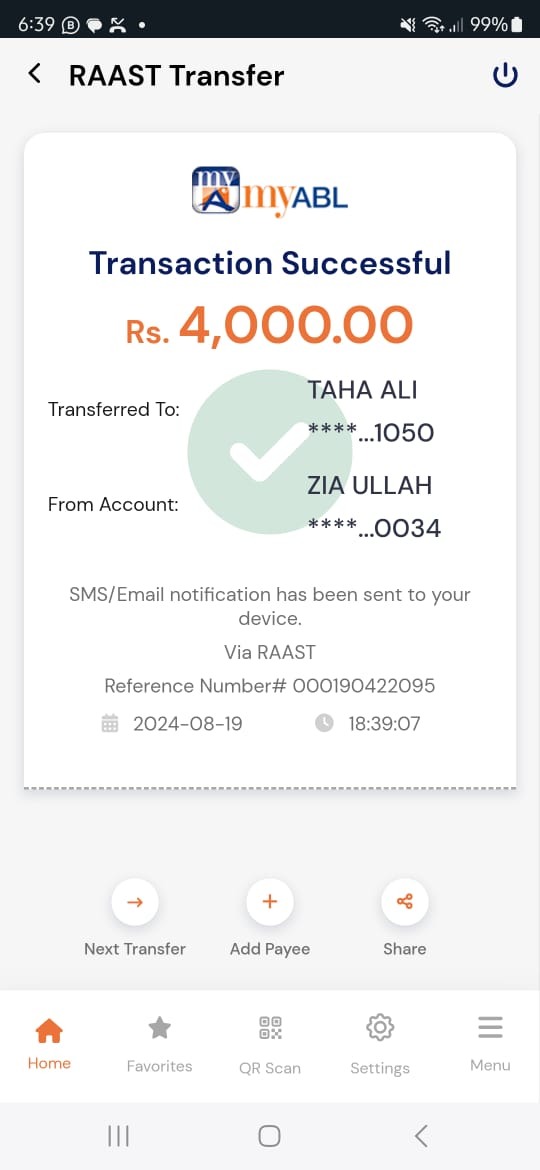 6:39 99%
RAAST Transfer
my myABL
Transaction Successful
Rs. 4,000.00
Transferred To: TAHA ALI
****...1050
From Account: ZIA ULLAH
****...0034
SMS/Email notification has been sent to your
device.
Via RAAST
Reference Number# 000190422095
2024-08-19 18:39:07
Next Transfer Add Payee Share
Home Favorites QR Scan Settings Menu